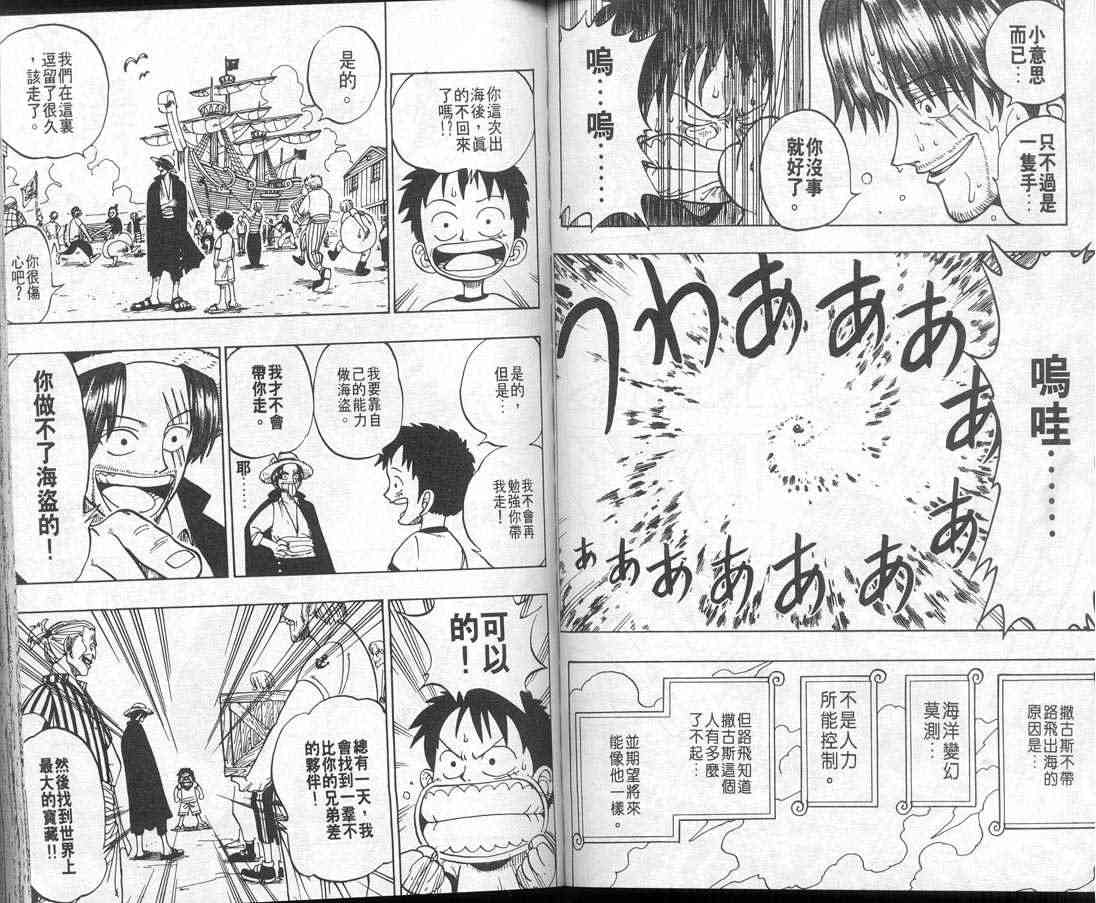 小意思
而已…
只不過是
一隻手…
你沒事
就好了。
嗚…嗚……
嗚哇……
うわあああああああああああ
撒古斯不帶
路飛出海的
原因是…
海洋變幻
莫測…
不是人力
所能控制。
但路飛知道
撒古斯這個
人有多麼
了不起…
並期望將來
能像他一樣。
你這次出
海後，眞
的不回來
了嗎!?
是的。
我們在這裏
逗留了很久
，該走了。
你很傷
心吧?
是的，
但是…
我不會再
勉強你帶
我走!
我要靠自
己的能力
做海盜。
我才不會
帶你走。
耶……
你做不了海盜的!
可以
的!
總有一天，我
會找到一羣不
比你的兄弟差
的夥伴!
然後找到世界上
最大的寶藏!!